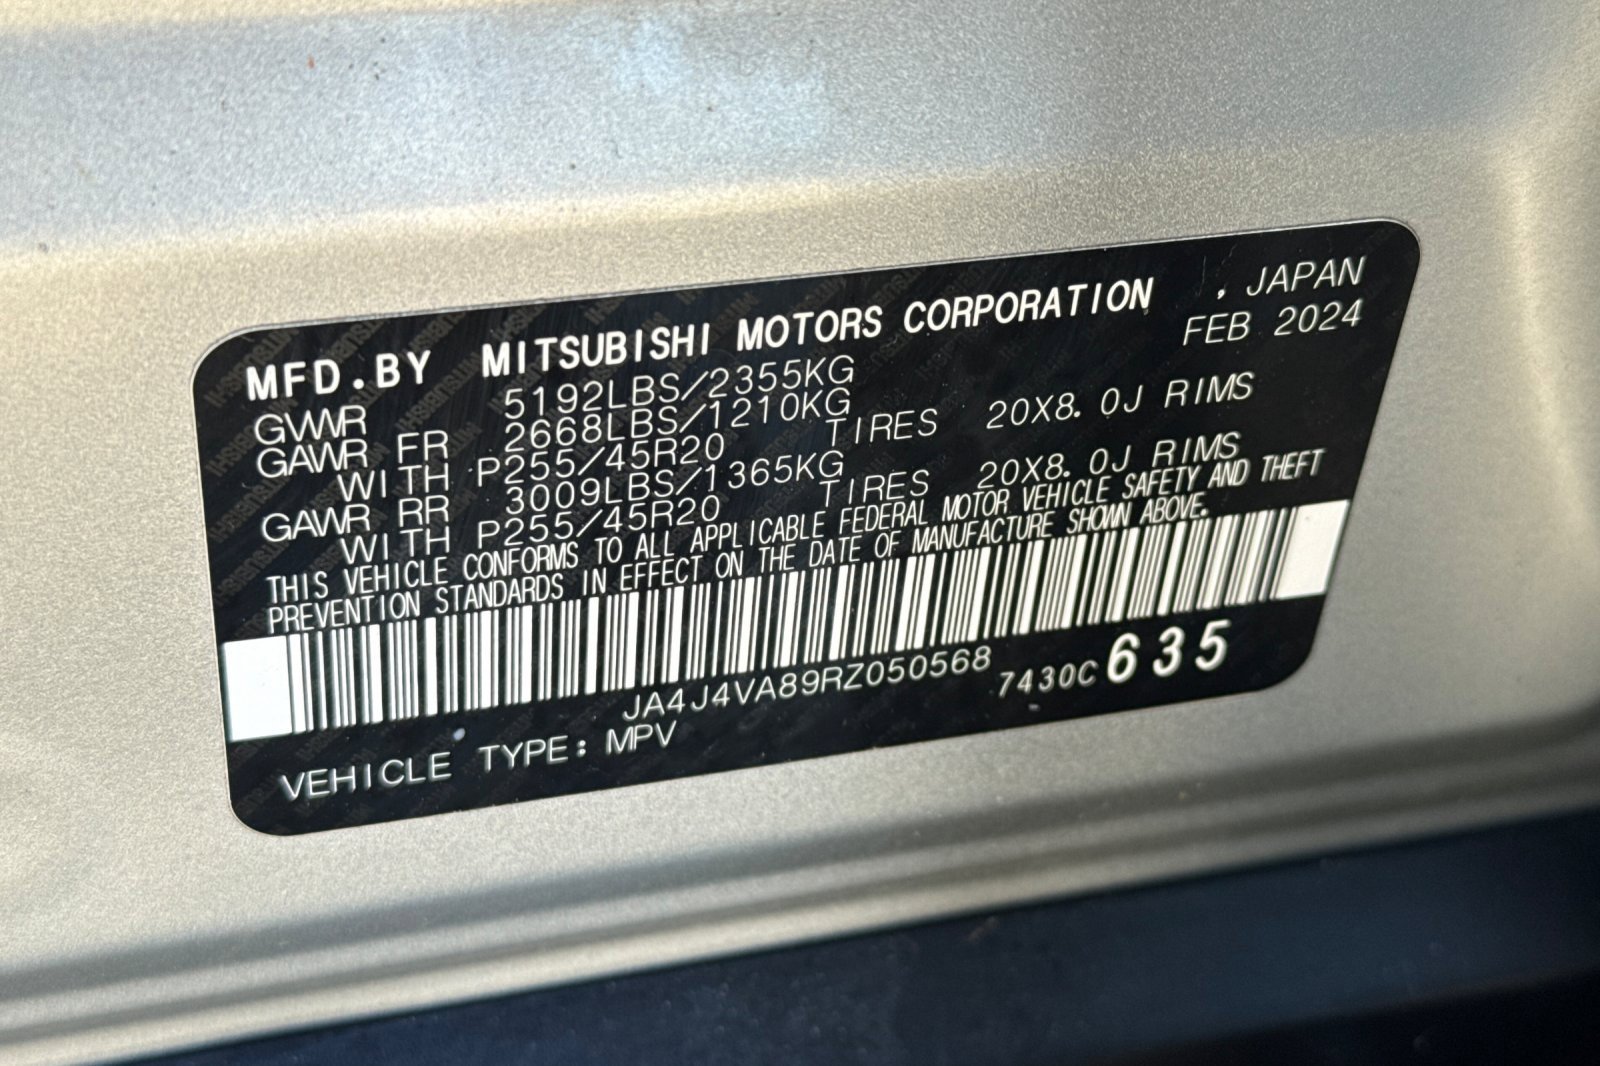 MFD.BY MITSUBISHI MOTORS CORPORATION , JAPAN
FEB 2024
GVWR 5192LBS/2355KG
GAWR FR 2668LBS/1210KG
WITH P255/45R20 TIRES 20X8.0J RIMS
GAWR RR 3009LBS/1365KG
WITH P255/45R20 TIRES 20X8.0J RIMS
THIS VEHICLE CONFORMS TO ALL APPLICABLE FEDERAL MOTOR VEHICLE SAFETY AND THEFT
PREVENTION STANDARDS IN EFFECT ON THE DATE OF MANUFACTURE SHOWN ABOVE.
JA4J4VA89RZ050568 7430C 635
VEHICLE TYPE: MPV